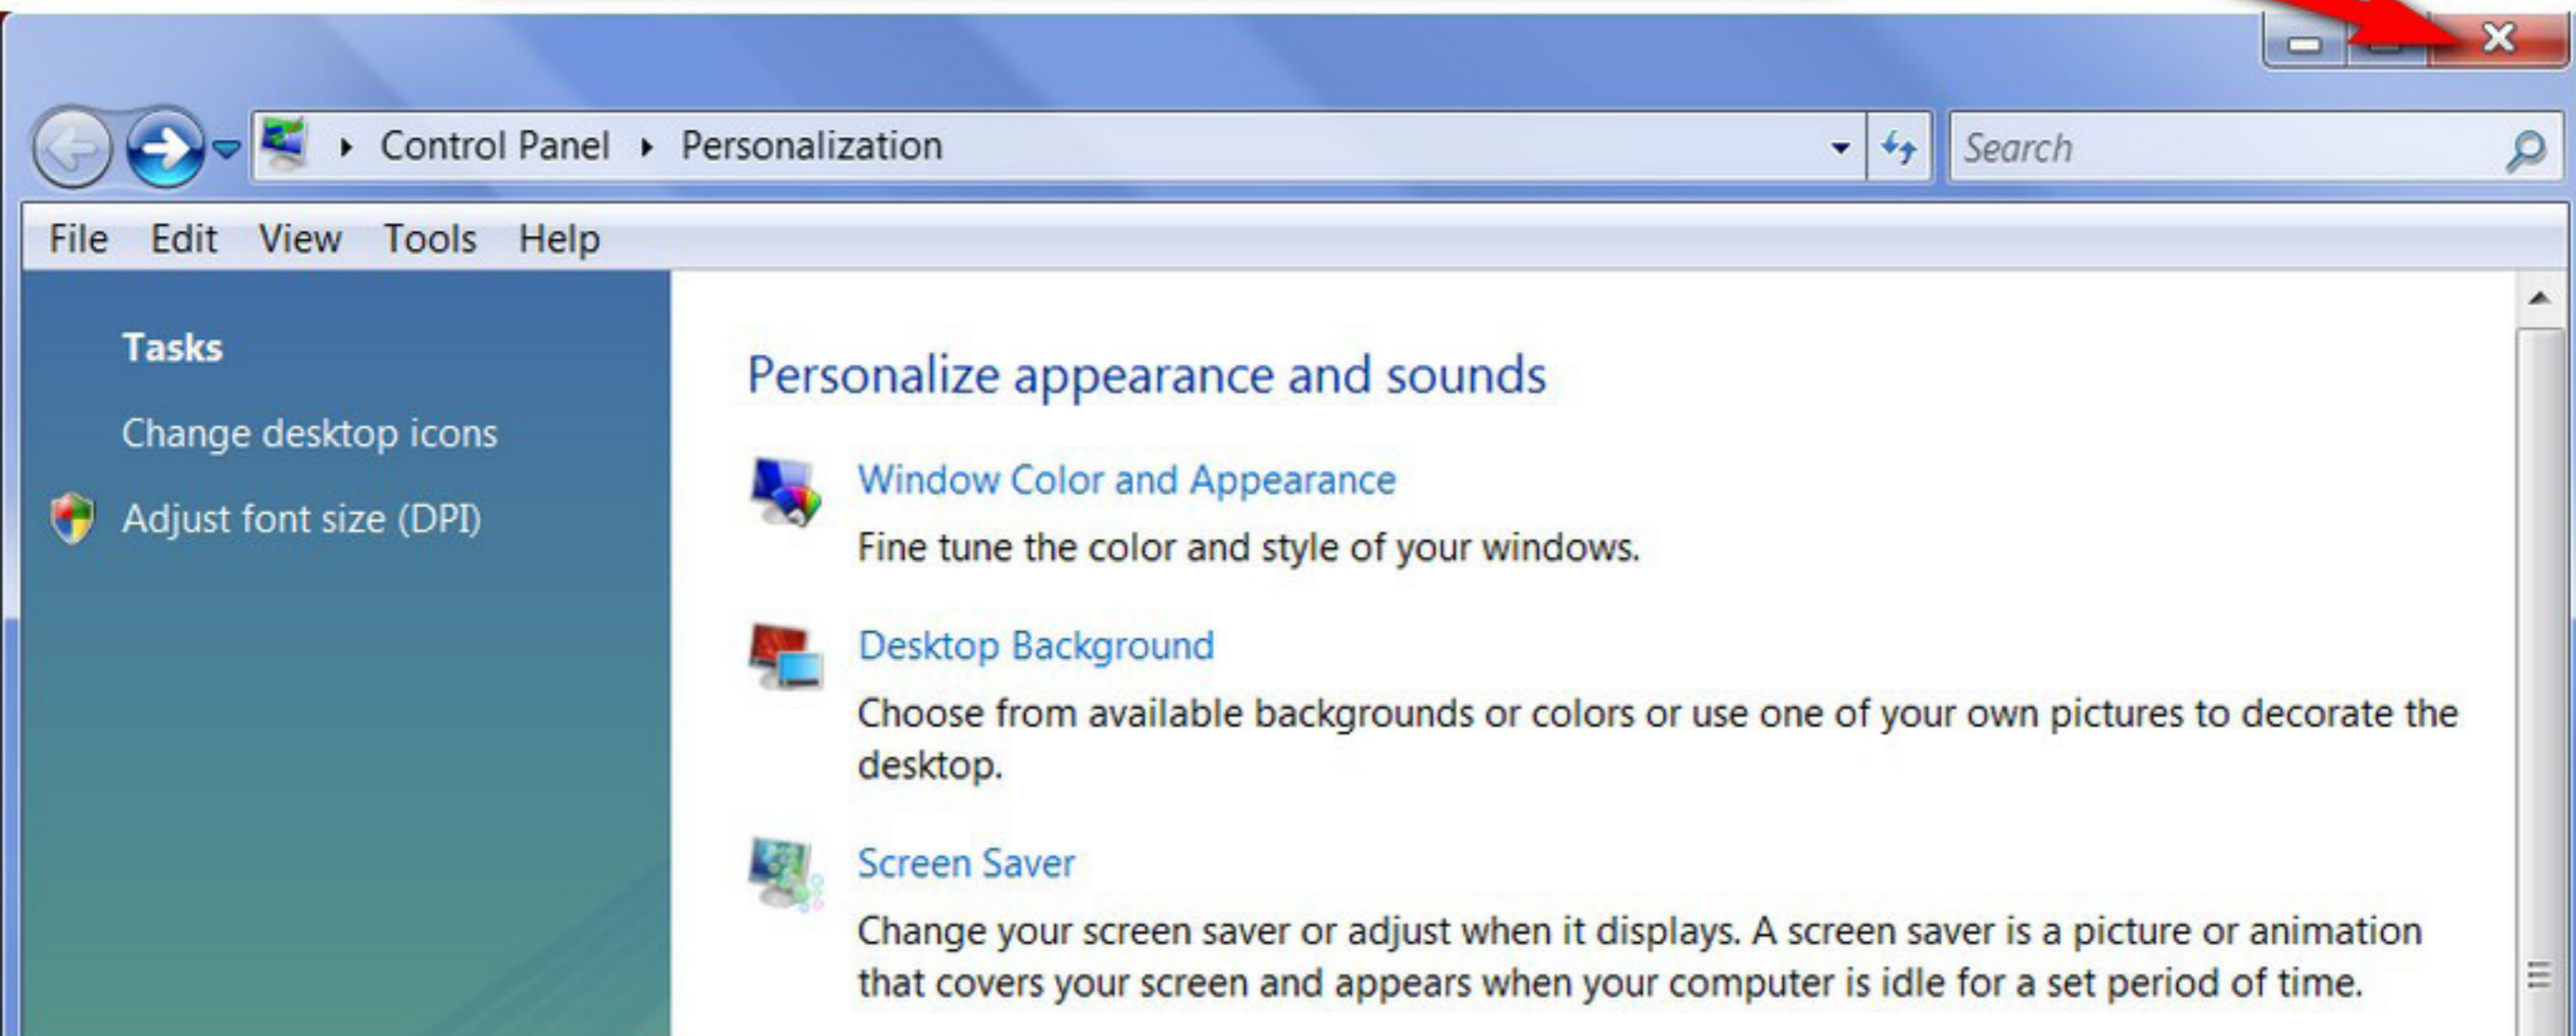 Control Panel Personalization
Search
File Edit View Tools Help
Tasks
Change desktop icons
Adjust font size (DPI)
Personalize appearance and sounds
Window Color and Appearance
Fine tune the color and style of your windows.
Desktop Background
Choose from available backgrounds or colors or use one of your own pictures to decorate the
desktop.
Screen Saver
Change your screen saver or adjust when it displays. A screen saver is a picture or animation
that covers your screen and appears when your computer is idle for a set period of time.